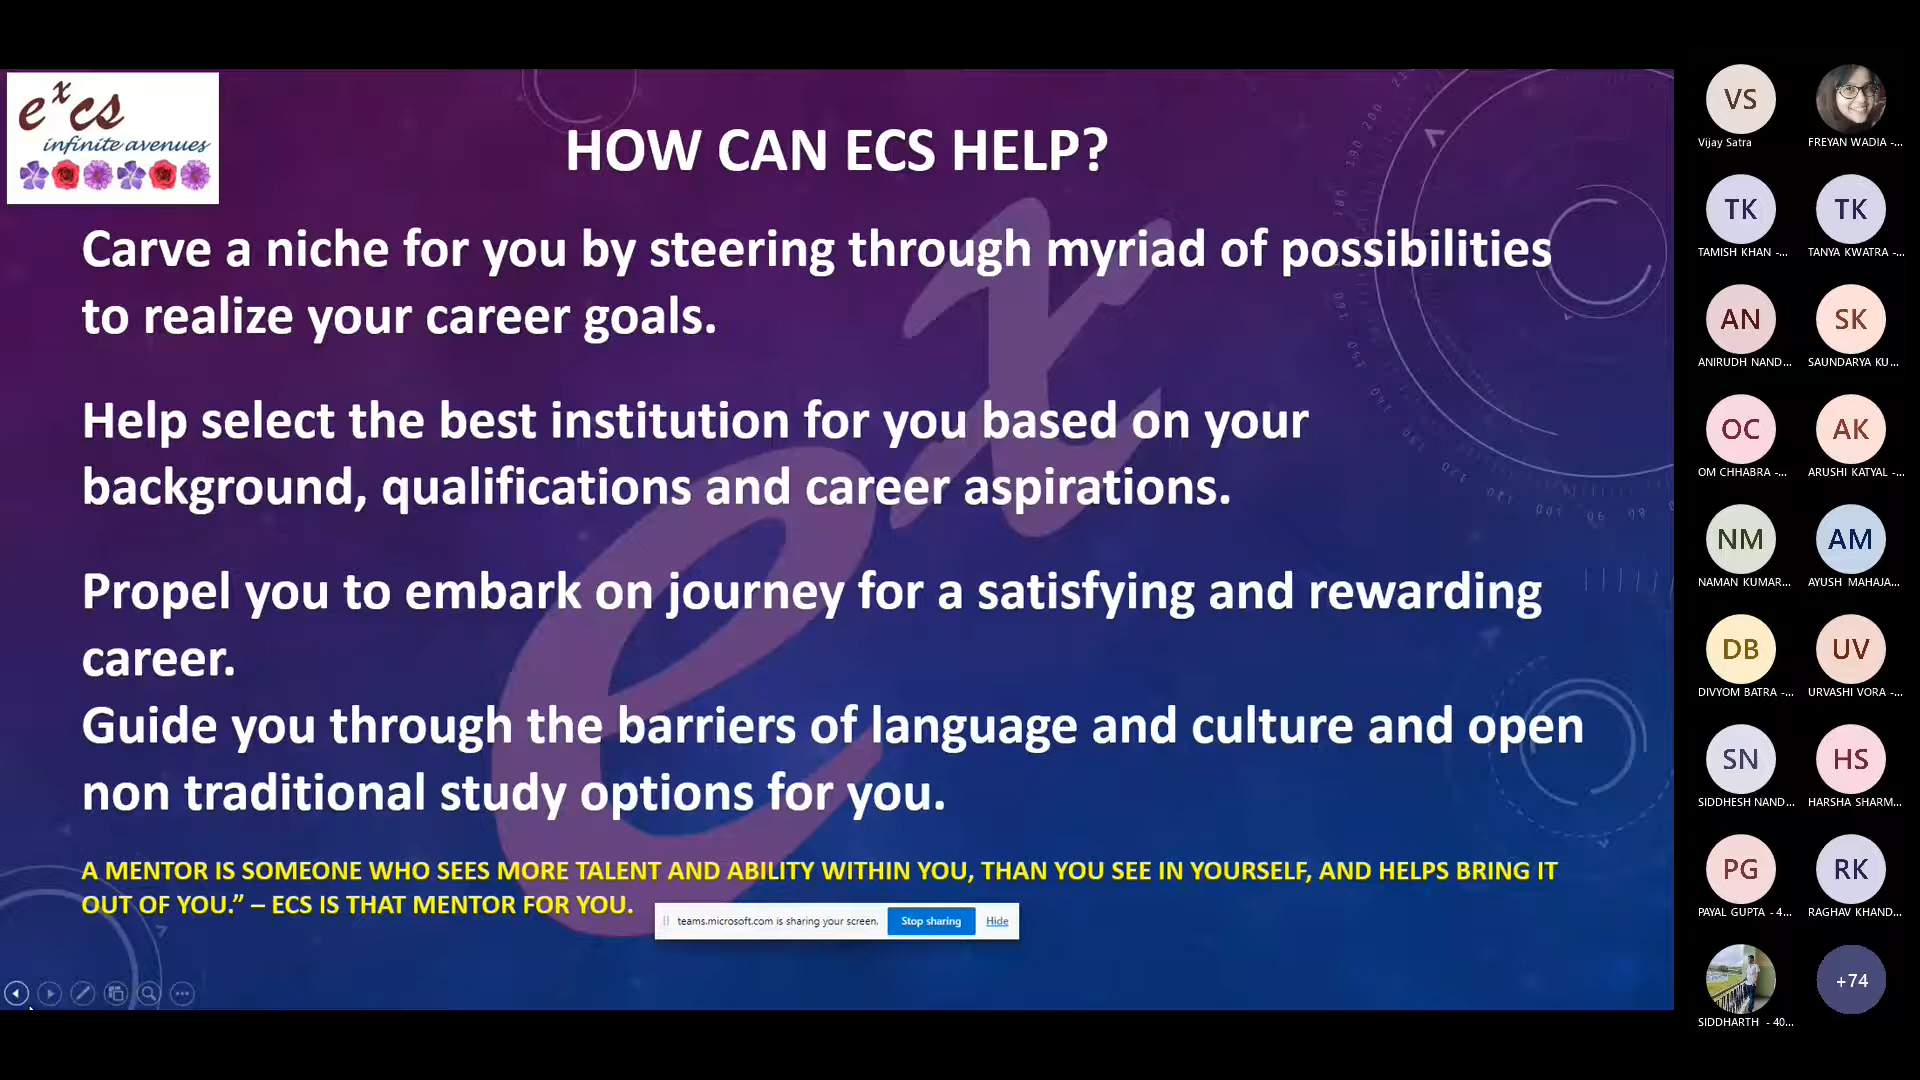 excs
infinite avenues
HOW CAN ECS HELP?
Carve a niche for you by steering through myriad of possibilities
to realize your career goals.
Help select the best institution for you based on your
background, qualifications and career aspirations.
Propel you to embark on journey for a satisfying and rewarding
career.
Guide you through the barriers of language and culture and open
non traditional study options for you.
A MENTOR IS SOMEONE WHO SEES MORE TALENT AND ABILITY WITHIN YOU, THAN YOU SEE IN YOURSELF, AND HELPS BRING IT
OUT OF YOU.” – ECS IS THAT MENTOR FOR YOU.
teams.microsoft.com is sharing your screen. Stop sharing Hide
ex
VS
Vijay Satra
FREYAN WADIA -...
TK
TAMISH KHAN -...
TK
TANYA KWATRA -...
AN
ANIRUDH NAND...
SK
SAUNDARYA KU...
OC
OM CHHABRA -...
AK
ARUSHI KATYAL -...
NM
NAMAN KUMAR...
AM
AYUSH MAHAJA...
DB
DIVYOM BATRA -...
UV
URVASHI VORA -...
SN
SIDDHESH NAND...
HS
HARSHA SHARM...
PG
PAYAL GUPTA - 4...
RK
RAGHAV KHAND...
SIDDHARTH - 40...
+74